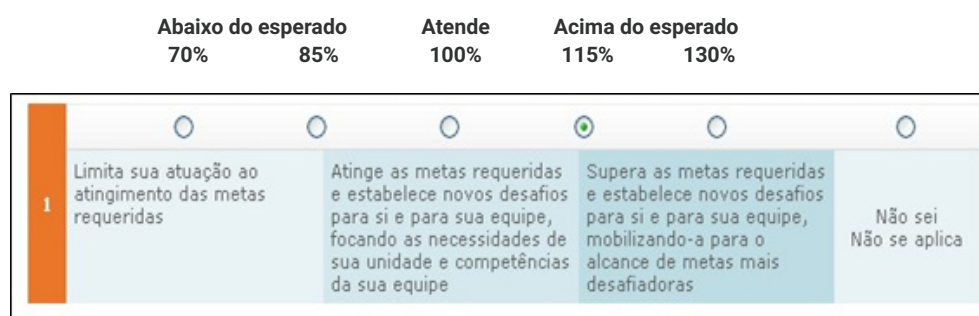 Abaixo do esperado Atende Acima do esperado
70% 85% 100% 115% 130%
1
Limita sua atuação ao
atingimento das metas
requeridas
Atinge as metas requeridas
e estabelece novos desafios
para si e para sua equipe,
focando as necessidades de
sua unidade e competências
da sua equipe
Supera as metas requeridas
e estabelece novos desafios
para si e para sua equipe,
mobilizando-a para o
alcance de metas mais
desafiadoras
Não sei
Não se aplica